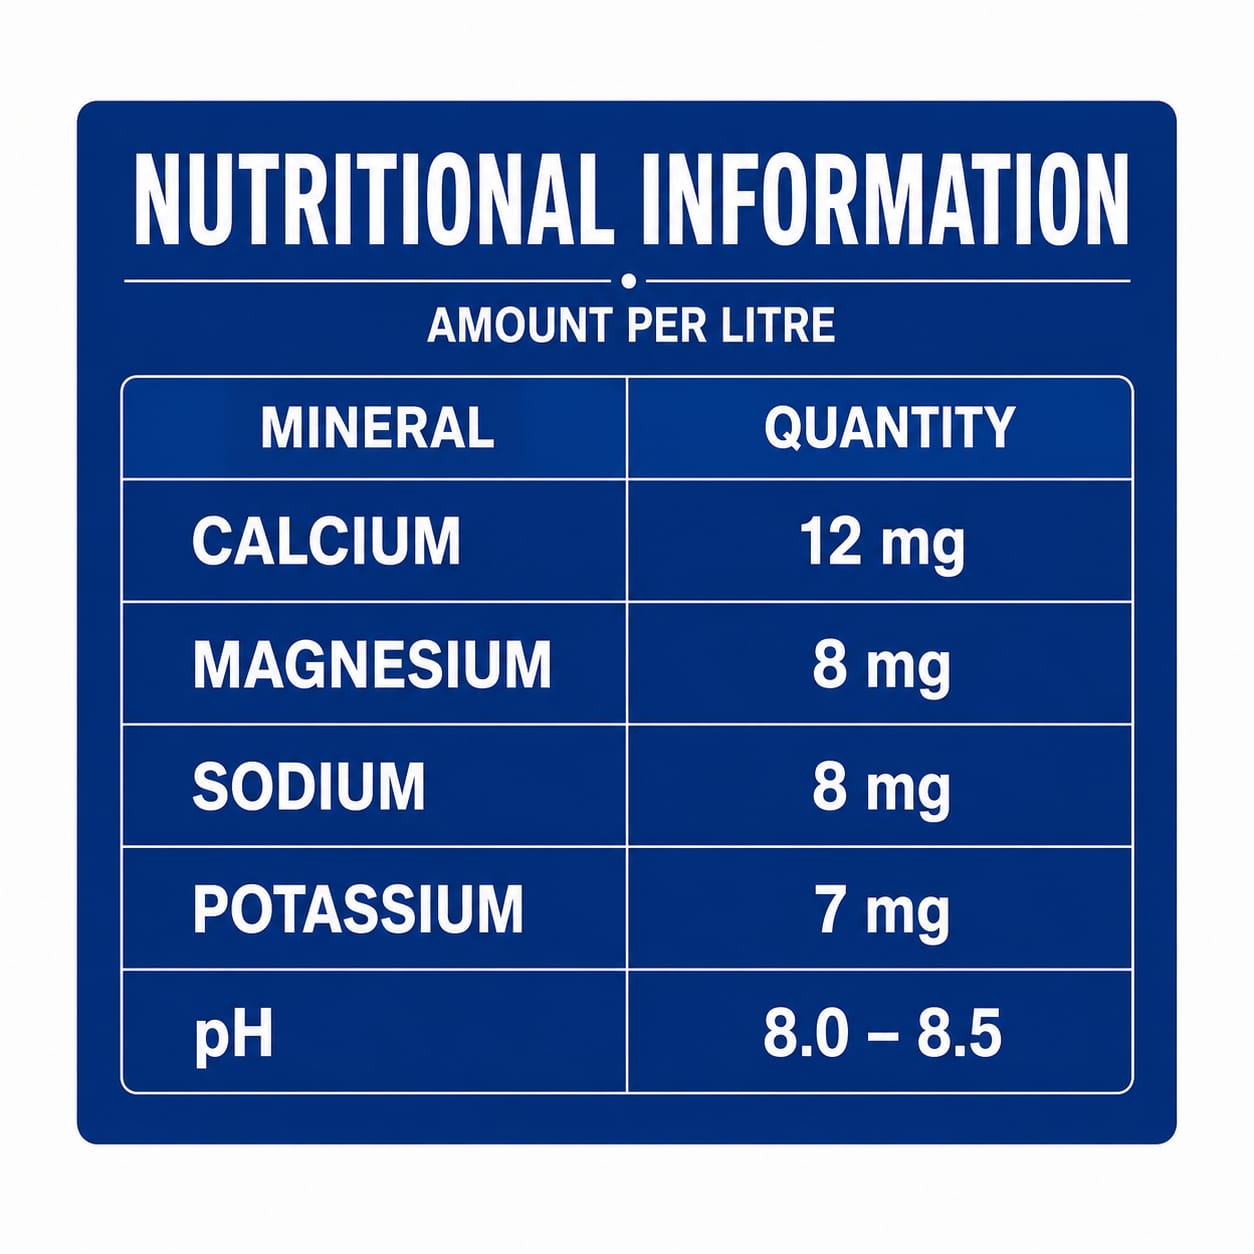 NUTRITIONAL INFORMATION
AMOUNT PER LITRE
MINERAL QUANTITY
CALCIUM 12 mg
MAGNESIUM 8 mg
SODIUM 8 mg
POTASSIUM 7 mg
pH 8.0 – 8.5